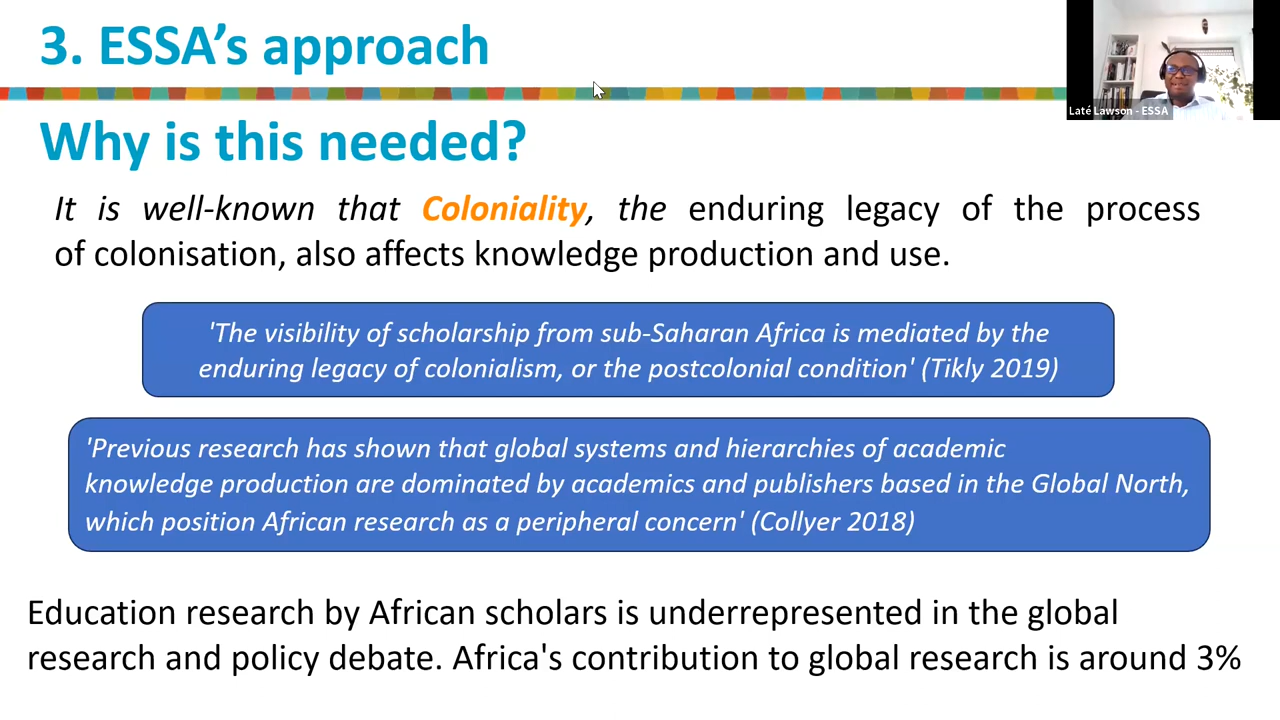 3. ESSA's approach
Laté Lawson - ESSA
Why is this needed?
It is well-known that Coloniality, the enduring legacy of the process
of colonisation, also affects knowledge production and use.
'The visibility of scholarship from sub-Saharan Africa is mediated by the
enduring legacy of colonialism, or the postcolonial condition' (Tikly 2019)
'Previous research has shown that global systems and hierarchies of academic
knowledge production are dominated by academics and publishers based in the Global North,
which position African research as a peripheral concern' (Collyer 2018)
Education research by African scholars is underrepresented in the global
research and policy debate. Africa's contribution to global research is around 3%